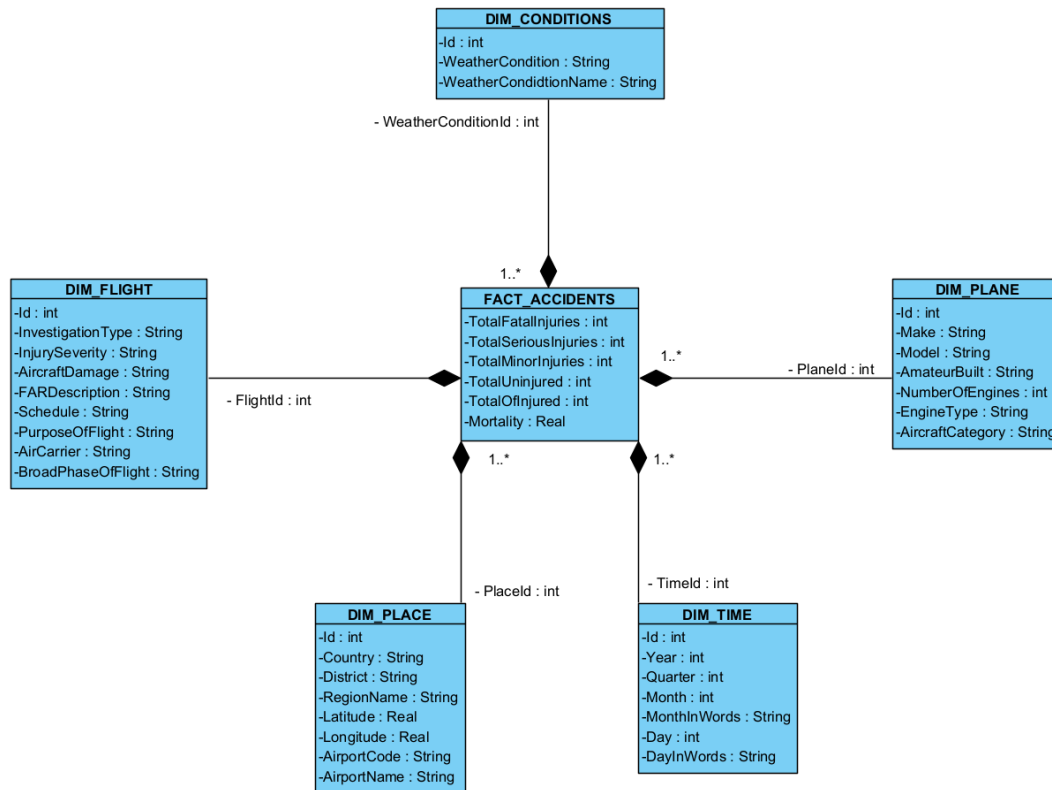 DIM_CONDITIONS
-Id : int
-WeatherCondition : String
-WeatherCondidtionName : String
- WeatherConditionId : int
1..*
DIM_FLIGHT
-Id : int
-InvestigationType : String
-InjurySeverity : String
-AircraftDamage : String
-FARDescription : String
-Schedule : String
-PurposeOfFlight : String
-AirCarrier : String
-BroadPhaseOfFlight : String
- FlightId : int
FACT_ACCIDENTS
-TotalFatalInjuries : int
-TotalSeriousInjuries : int
-TotalMinorInjuries : int
-TotalUninjured : int
-TotalOfInjured : int
-Mortality : Real
1..*
- PlaneId : int
DIM_PLANE
-Id : int
-Make : String
-Model : String
-AmateurBuilt : String
-NumberOfEngines : int
-EngineType : String
-AircraftCategory : String
1..*
1..*
- PlaceId : int
- TimeId : int
DIM_PLACE
-Id : int
-Country : String
-District : String
-RegionName : String
-Latitude : Real
-Longitude : Real
-AirportCode : String
-AirportName : String
DIM_TIME
-Id : int
-Year : int
-Quarter : int
-Month : int
-MonthInWords : String
-Day : int
-DayInWords : String